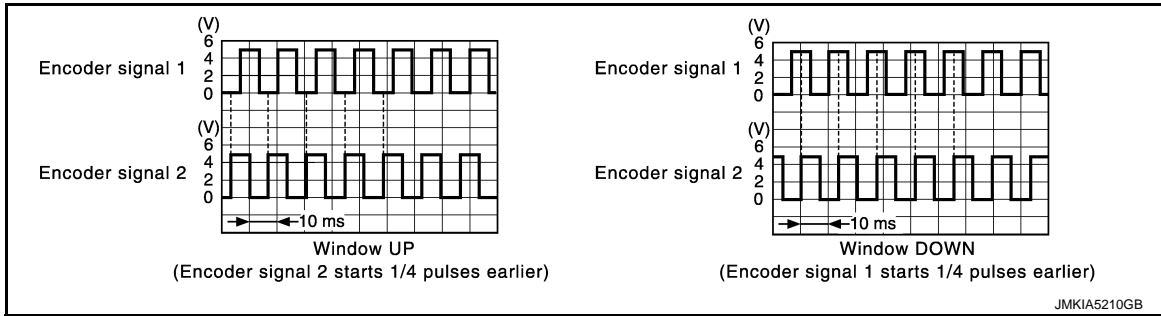 (V)
6
4
2
0
Encoder signal 1
(V)
6
4
2
0
Encoder signal 2
10 ms
Window UP
(Encoder signal 2 starts 1/4 pulses earlier)
(V)
6
4
2
0
Encoder signal 1
(V)
6
4
2
0
Encoder signal 2
10 ms
Window DOWN
(Encoder signal 1 starts 1/4 pulses earlier)
JMKIA5210GB